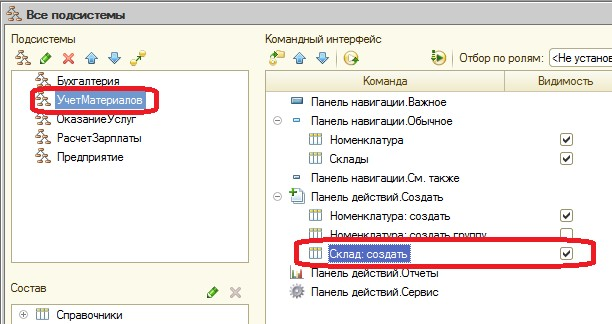 Все подсистемы
Подсистемы
Бухгалтерия
УчетМатериалов
ОказаниеУслуг
РасчетЗарплаты
Предприятие
Состав
Справочники
Командный интерфейс
Отбор по ролям: <Не установ
Команда Видимость
Панель навигации.Важное
Панель навигации.Обычное
Номенклатура
Склады
Панель навигации.См. также
Панель действий.Создать
Номенклатура: создать
Номенклатура: создать группу
Склад: создать
Панель действий.Отчеты
Панель действий.Сервис